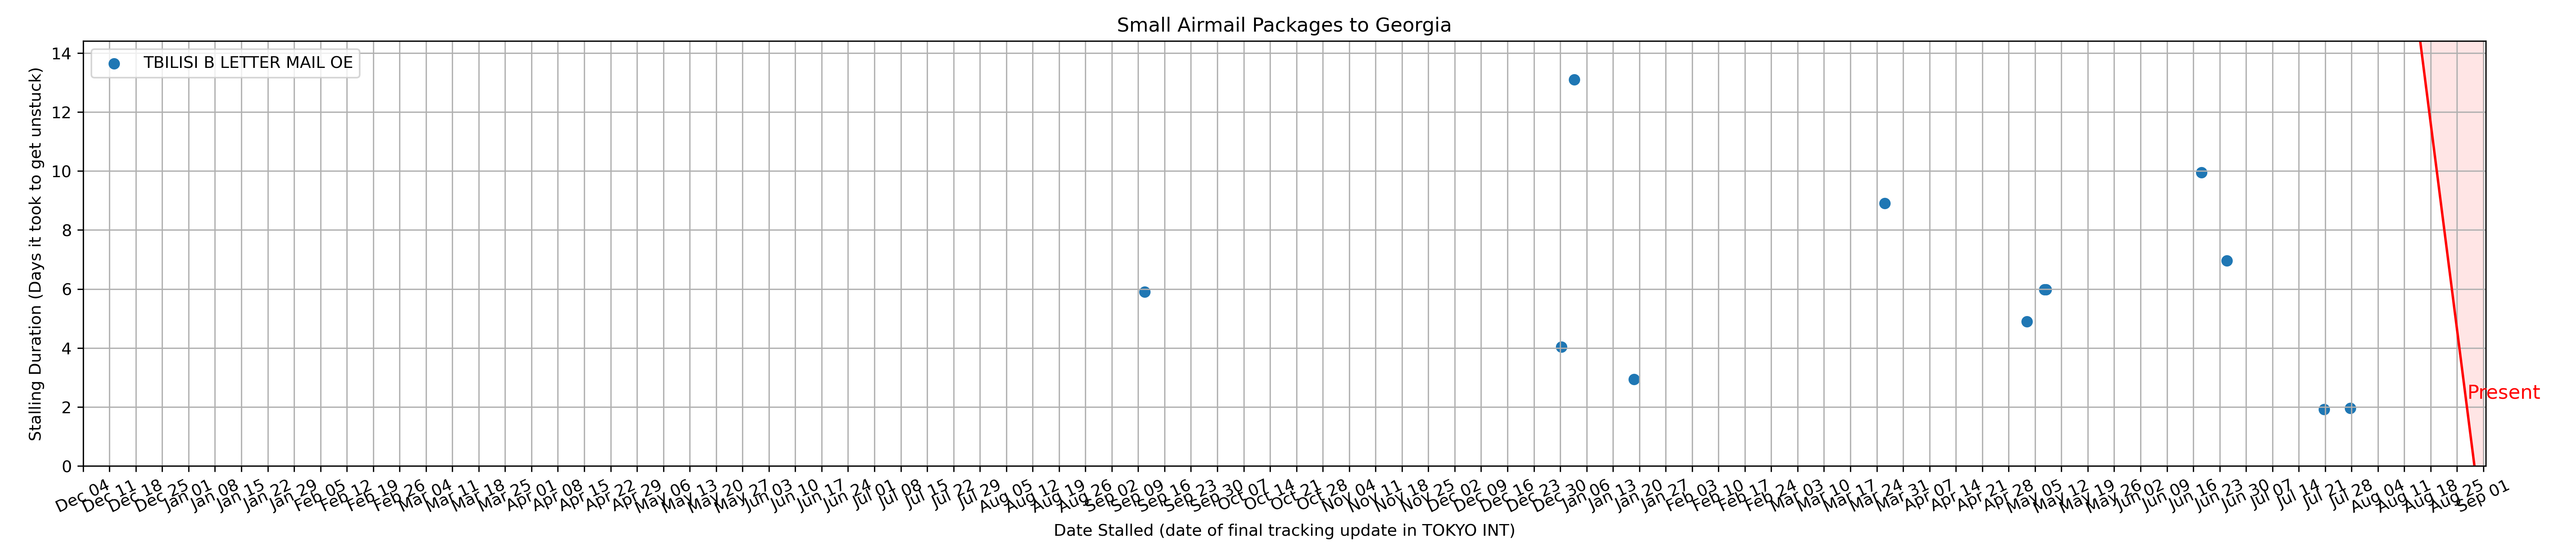 Small Airmail Packages to Georgia
TBILISI B LETTER MAIL OE
Stalling Duration (Days it took to get unstuck)
14
12
10
8
6
4
2
0
Present
Dec 04
Dec 11
Dec 18
Dec 25
Jan 01
Jan 08
Jan 15
Jan 22
Jan 29
Feb 05
Feb 12
Feb 19
Feb 26
Mar 04
Mar 11
Mar 18
Mar 25
Apr 01
Apr 08
Apr 15
Apr 22
Apr 29
May 06
May 13
May 20
May 27
Jun 03
Jun 10
Jun 17
Jun 24
Jul 01
Jul 08
Jul 15
Jul 22
Jul 29
Aug 05
Aug 12
Aug 19
Aug 26
Sep 02
Sep 09
Sep 16
Sep 23
Sep 30
Oct 07
Oct 14
Oct 21
Oct 28
Nov 04
Nov 11
Nov 18
Nov 25
Dec 02
Dec 09
Dec 16
Dec 23
Dec 30
Jan 06
Jan 13
Jan 20
Jan 27
Feb 03
Feb 10
Feb 17
Feb 24
Mar 03
Mar 10
Mar 17
Mar 24
Mar 31
Apr 07
Apr 14
Apr 21
Apr 28
May 05
May 12
May 19
May 26
Jun 02
Jun 09
Jun 16
Jun 23
Jun 30
Jul 07
Jul 14
Jul 21
Jul 28
Aug 04
Aug 11
Aug 18
Aug 25
Sep 01
Date Stalled (date of final tracking update in TOKYO INT)